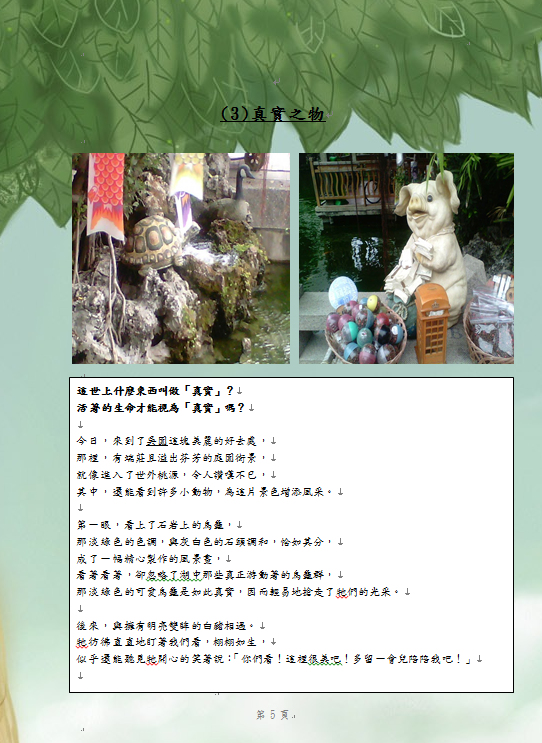 (3)真實之物
這世上什麼東西叫做「真實」？
活著的生命才能視為「真實」嗎？
今日，來到了吳園這塊美麗的好去處，
那裡，有端莊且溢出芬芳的庭園街景，
就像進入了世外桃源，令人讚嘆不已，
其中，還能看到許多小動物，為這片景色增添風采。
第一眼，看上了石岩上的烏龜，
那淡綠色的色調，與灰白色的石頭調和，恰如其分，
成了一幅精心製作的風景畫，
看著看著，卻忽略了湖中那些真正游動著的烏龜群，
那淡綠色的可愛烏龜是如此真實，因而輕易地搶走了牠們的光采。
後來，與擁有明亮雙眸的白豬相遇。
牠彷彿直直地盯著我們看，栩栩如生，
似乎還能聽見牠開心的笑著說：「你們看！這裡很美吧！多留一會兒陪陪我吧！」
第 5 頁